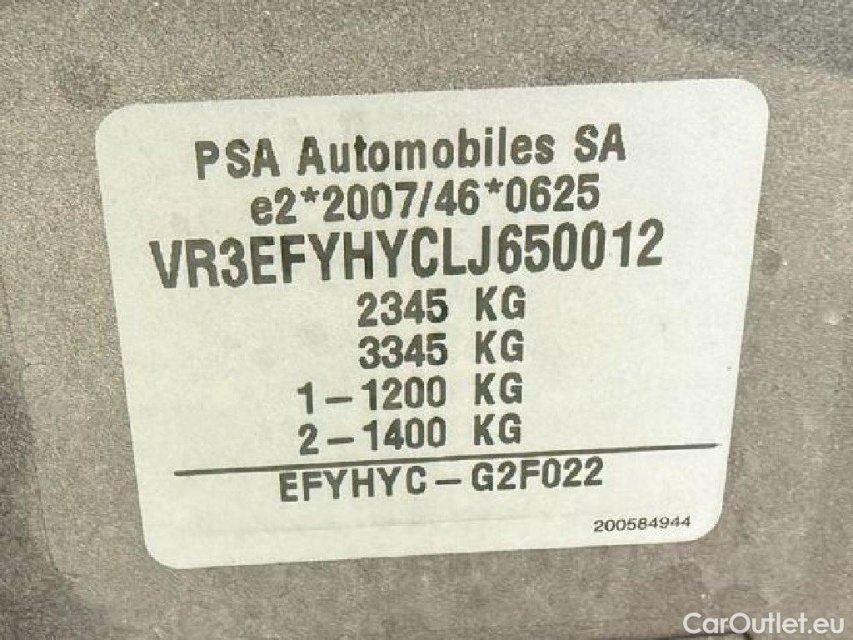 PSA Automobiles SA
e2*2007/46*0625
VR3EFYHYCLJ650012
2345 KG
3345 KG
1-1200 KG
2-1400 KG
EFYHYC-G2F022
200584944
CarOutlet.eu